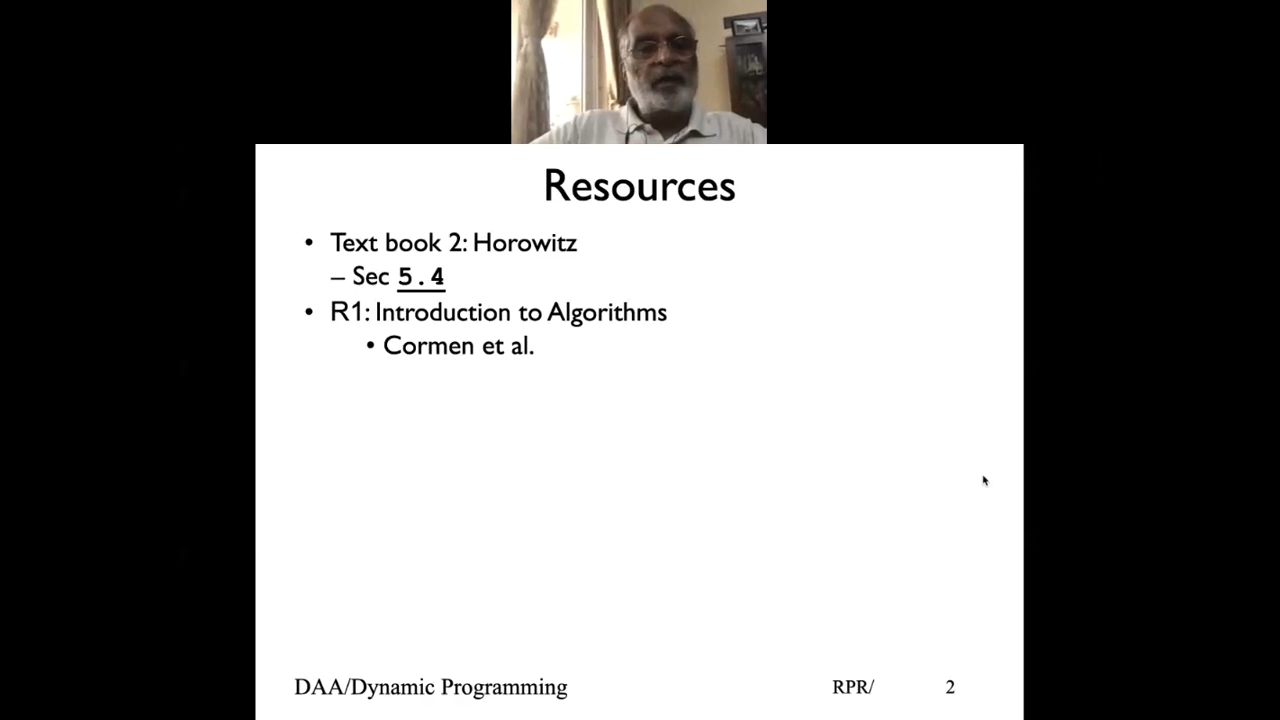 Resources
• Text book 2: Horowitz
– Sec 5.4
• R1: Introduction to Algorithms
• Cormen et al.
DAA/Dynamic Programming
RPR/
2